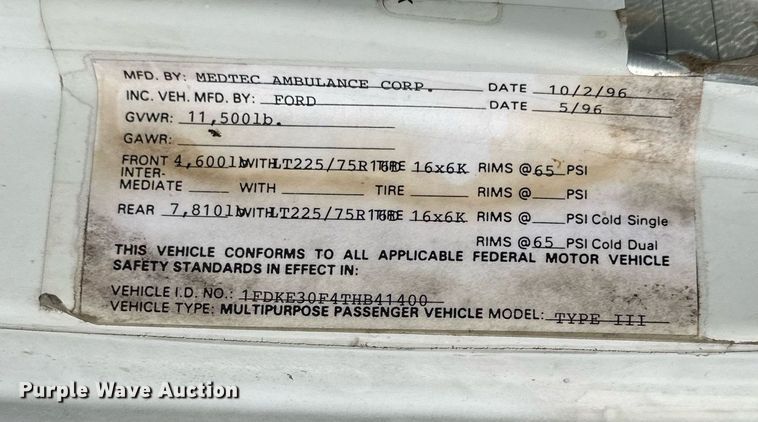 MFD. BY: MEDTEC AMBULANCE CORP. DATE 10/2/96
INC. VEH. MFD. BY: FORD DATE 5/96
GVWR: 11,500lb.
GAWR:
FRONT 4,600lb WITH LT225/75R16D TIRE 16x6K RIMS @ 65 PSI
INTER-
MEDIATE WITH TIRE RIMS @ PSI
REAR 7,810lb WITH LT225/75R16D TIRE 16x6K RIMS @ PSI Cold Single
RIMS @ 65 PSI Cold Dual
THIS VEHICLE CONFORMS TO ALL APPLICABLE FEDERAL MOTOR VEHICLE
SAFETY STANDARDS IN EFFECT IN:
VEHICLE I.D. NO.: 1FDKE30F4THB41400
VEHICLE TYPE: MULTIPURPOSE PASSENGER VEHICLE MODEL: TYPE III
Purple Wave Auction